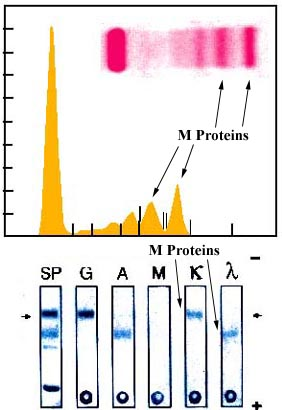 M Proteins
M Proteins
SP G A M K λ
−
+